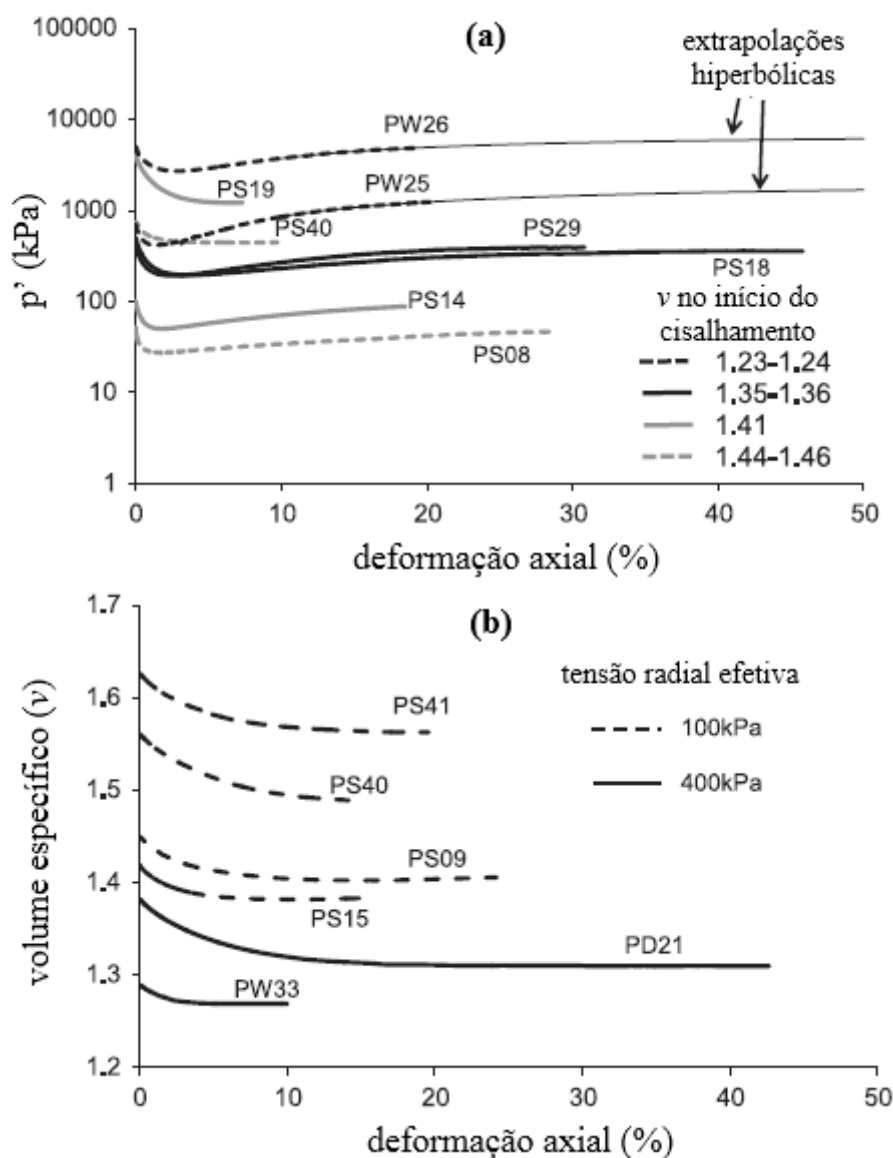 (a)
extrapolações
hiperbólicas
100000
10000
1000
100
10
1
p' (kPa)
PW26
PS19
PW25
PS40
PS29
PS18
PS14
PS08
v no início do
cisalhamento
1.23-1.24
1.35-1.36
1.41
1.44-1.46
0 10 20 30 40 50
deformação axial (%)
(b)
1.7
1.6
1.5
1.4
1.3
1.2
volume específico (v)
tensão radial efetiva
100kPa
400kPa
PS41
PS40
PS09
PS15
PD21
PW33
0 10 20 30 40 50
deformação axial (%)